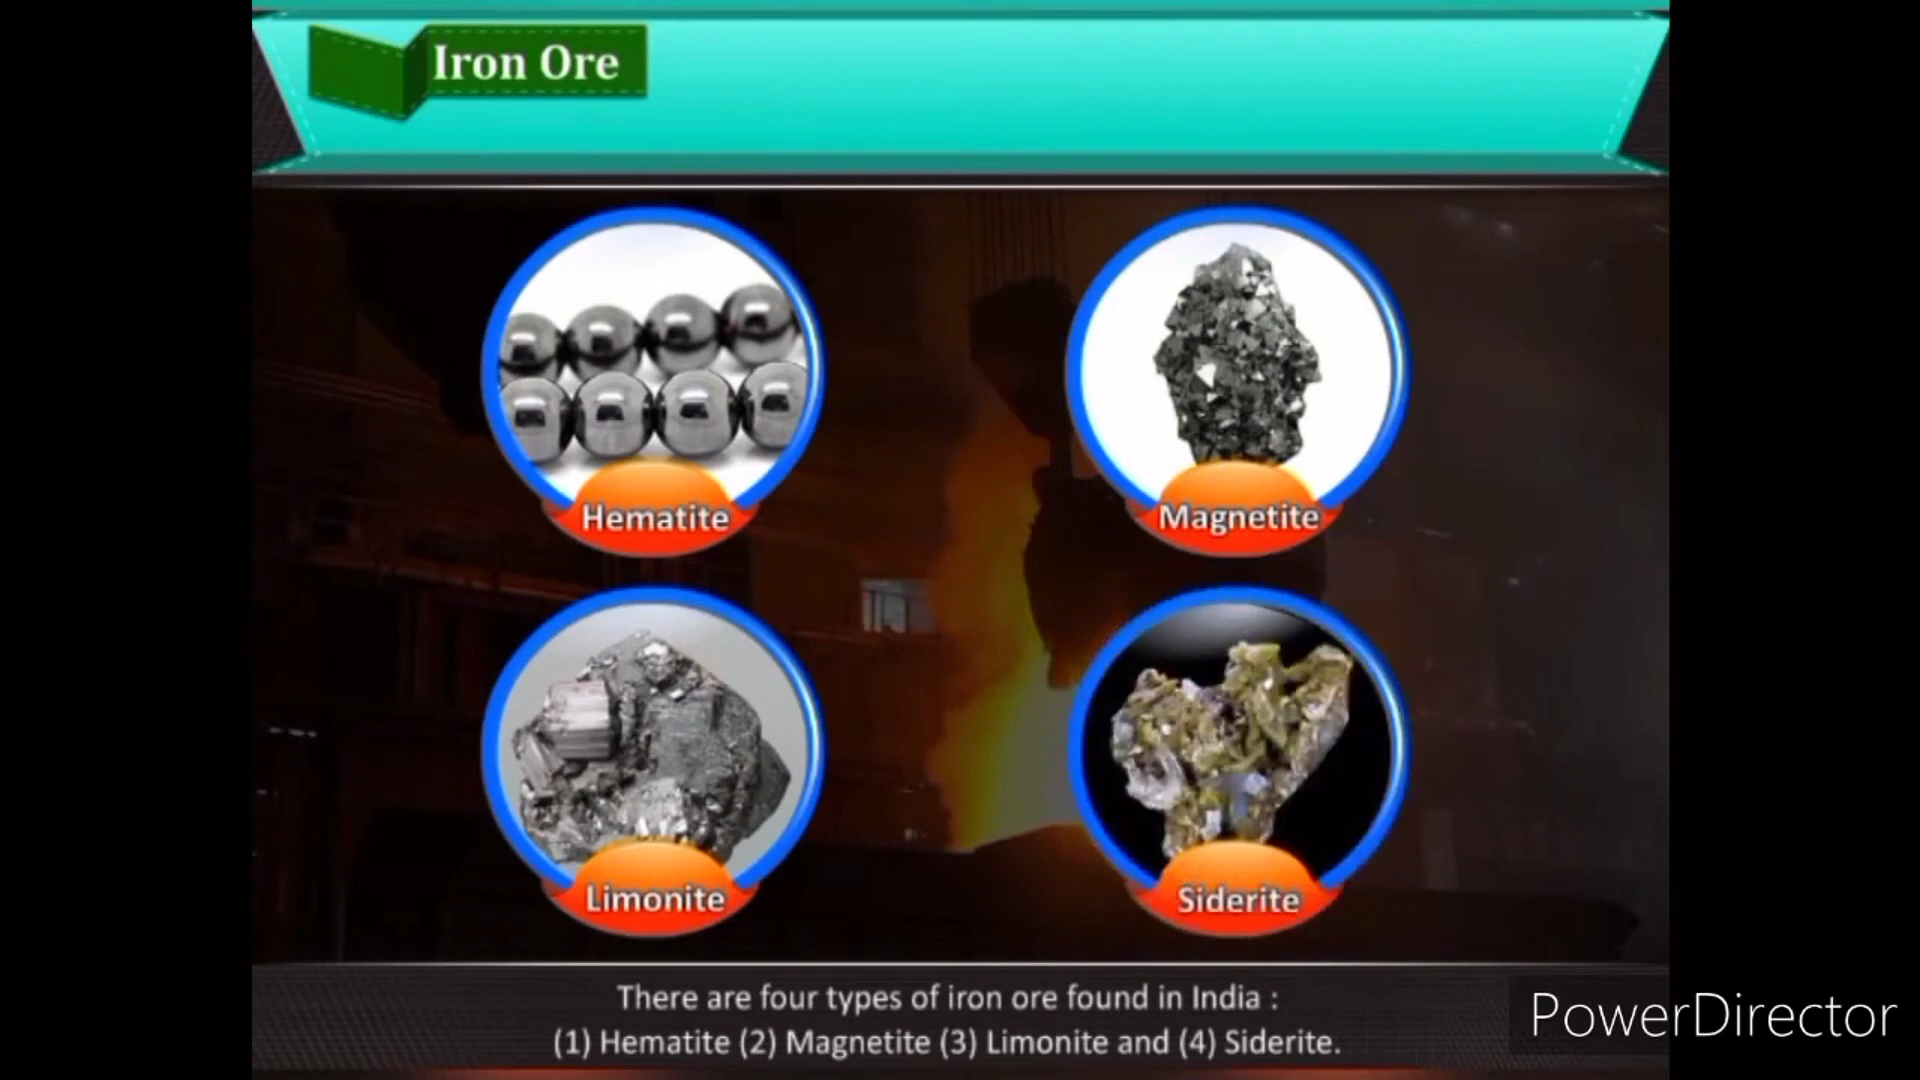 Iron Ore
Hematite
Magnetite
Limonite
Siderite
There are four types of iron ore found in India :
(1) Hematite (2) Magnetite (3) Limonite and (4) Siderite.
PowerDirector